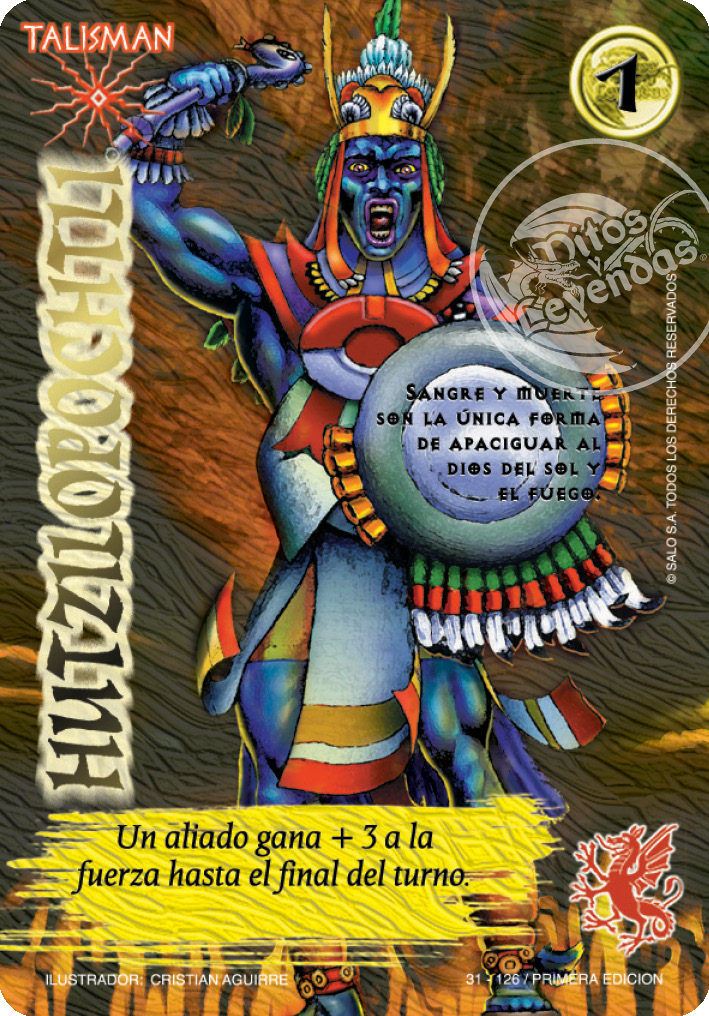 TALISMAN
1
HUTZILOPOCHTLI
Mitos
y
Leyendas
SANGRE Y MUERTE
SON LA ÚNICA FORMA
DE APACIGUAR AL
DIOS DEL SOL Y
EL FUEGO.
© SALO S.A. TODOS LOS DERECHOS RESERVADOS
Un aliado gana + 3 a la
fuerza hasta el final del turno.
ILUSTRADOR: CRISTIAN AGUIRRE
31 - 126 / PRIMERA EDICION